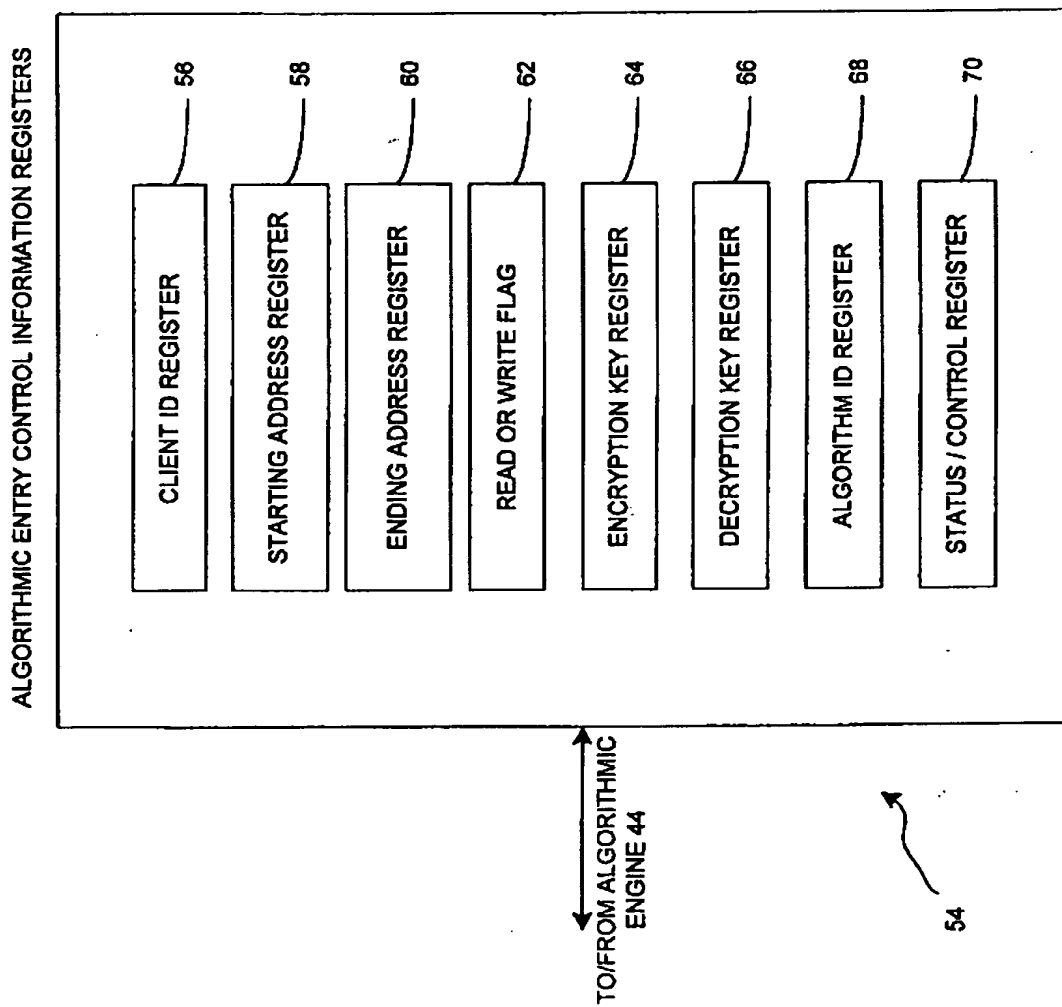 ALGORITHMIC ENTRY CONTROL INFORMATION REGISTERS
CLIENT ID REGISTER
56
STARTING ADDRESS REGISTER
58
ENDING ADDRESS REGISTER
60
READ OR WRITE FLAG
62
ENCRYPTION KEY REGISTER
64
DECRYPTION KEY REGISTER
66
ALGORITHM ID REGISTER
68
STATUS / CONTROL REGISTER
70
TO/FROM ALGORITHMIC
ENGINE 44
54